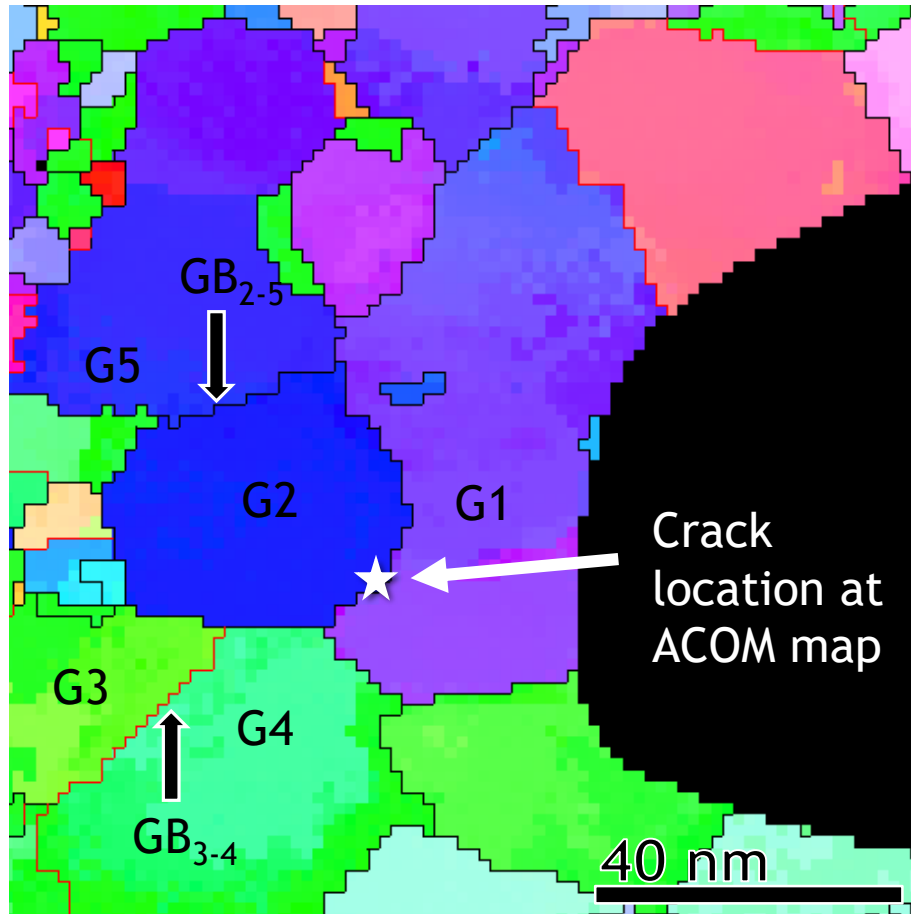 GB₂₋₅
G5
G2
G1
Crack
location at
ACOM map
G3
G4
GB₃₋₄
40 nm